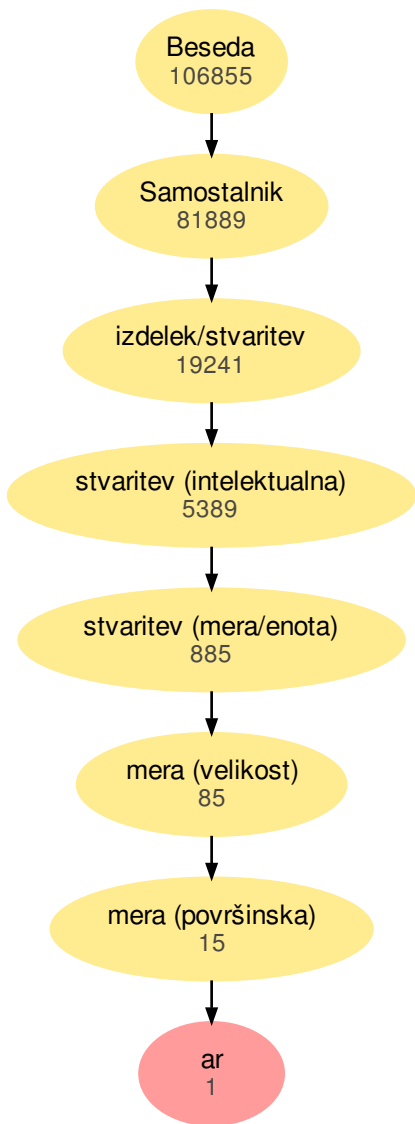 Beseda
106855
Samostalnik
81889
izdelek/stvaritev
19241
stvaritev (intelektualna)
5389
stvaritev (mera/enota)
885
mera (velikost)
85
mera (površinska)
15
ar
1